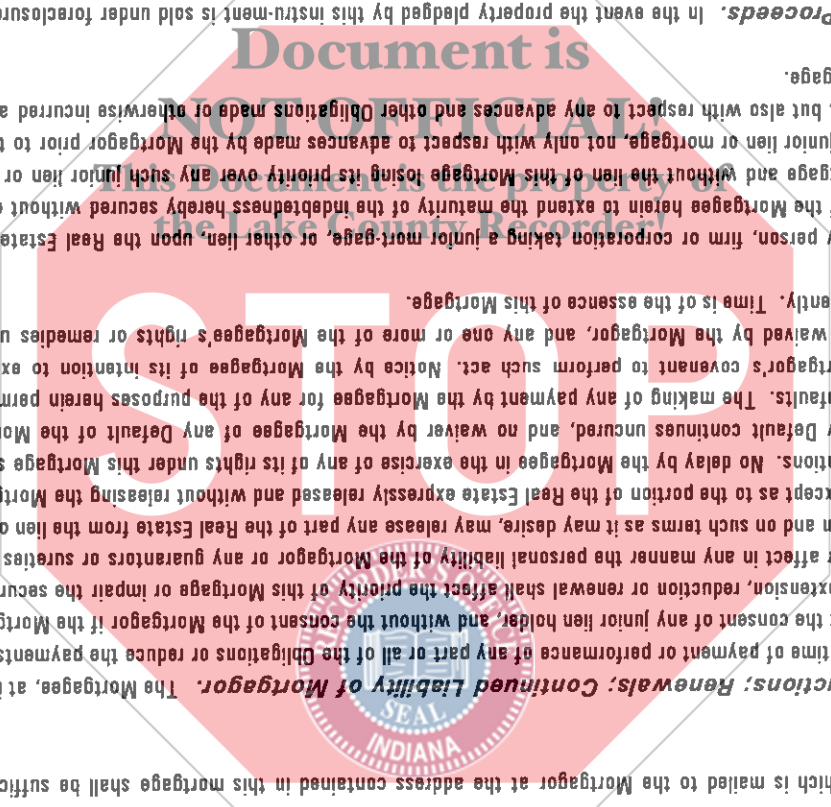 hich is mailed to the Mortgagor at the address contained in this mortgage shall be suffic
ctions; Renewals; Continued Liability of Mortgagor. The Mortgagee, at i
time of payment or performance of any part or all of the Obligations or reduce the payments
t the consent of any junior lien holder, and without the consent of the Mortgagor if the Mortg
extension, reduction or renewal shall affect the priority of this Mortgage or impair the secur
r affect in any manner the personal liability of the Mortgagor or any guarantors or sureties
n and on such terms as it may desire, may release any part of the Real Estate from the lien o
except as to the portion of the Real Estate expressly released and without releasing the Mortg
ations. No delay by the Mortgagee in the exercise of any of its rights under this Mortgage s
y Default continues uncured, and no waiver by the Mortgagee of any Default of the Mor
faults. The making of any payment by the Mortgagee for any of the purposes herein perm
rtgagor's covenant to perform such act. Notice by the Mortgagee of its intention to ex
waived by the Mortgagor, and any one or more of the Mortgagee's rights or remedies u
ently. Time is of the essence of this Mortgage.
y person, firm or corporation taking a junior mort-gage, or other lien, upon the Real Estate
f the Mortgagee herein to extend the maturity of the indebtedness hereby secured without
gage and without the lien of this Mortgage losing its priority over any such junior lien or
junior lien or mortgage, not only with respect to advances made by the Mortgagor prior to t
but also with respect to any advances and other Obligations made or otherwise incurred a
gage.
Proceeds. In the event the property pledged by this instru-ment is sold under foreclosur
Document is
NOT OFFICIAL!
This Document is the property of
the Lake County Recorder!
STOP
RECORDER'S OFFICE
SEAL
INDIANA